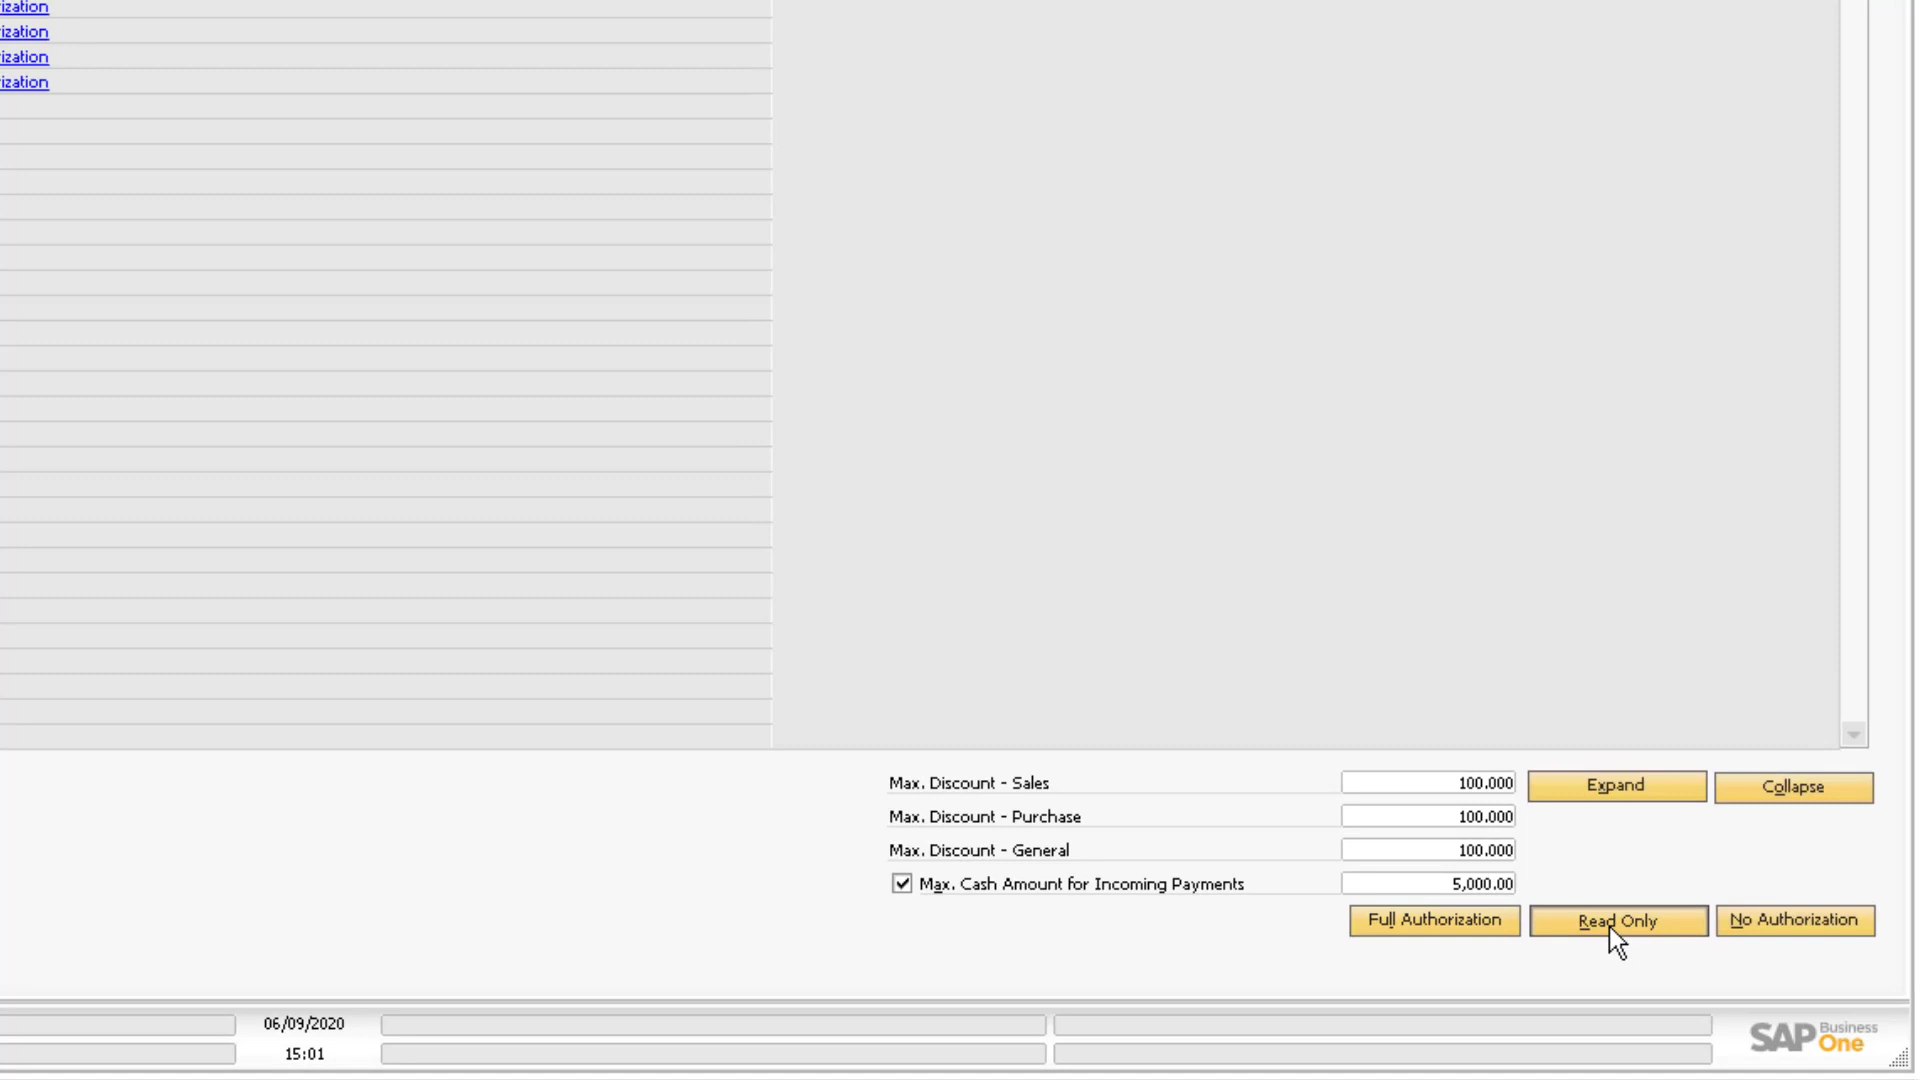 ization
ization
ization
ization
Max. Discount - Sales 100.000 Expand Collapse
Max. Discount - Purchase 100.000
Max. Discount - General 100.000
Max. Cash Amount for Incoming Payments 5,000.00
Full Authorization Read Only No Authorization
06/09/2020
15:01
SAP Business One